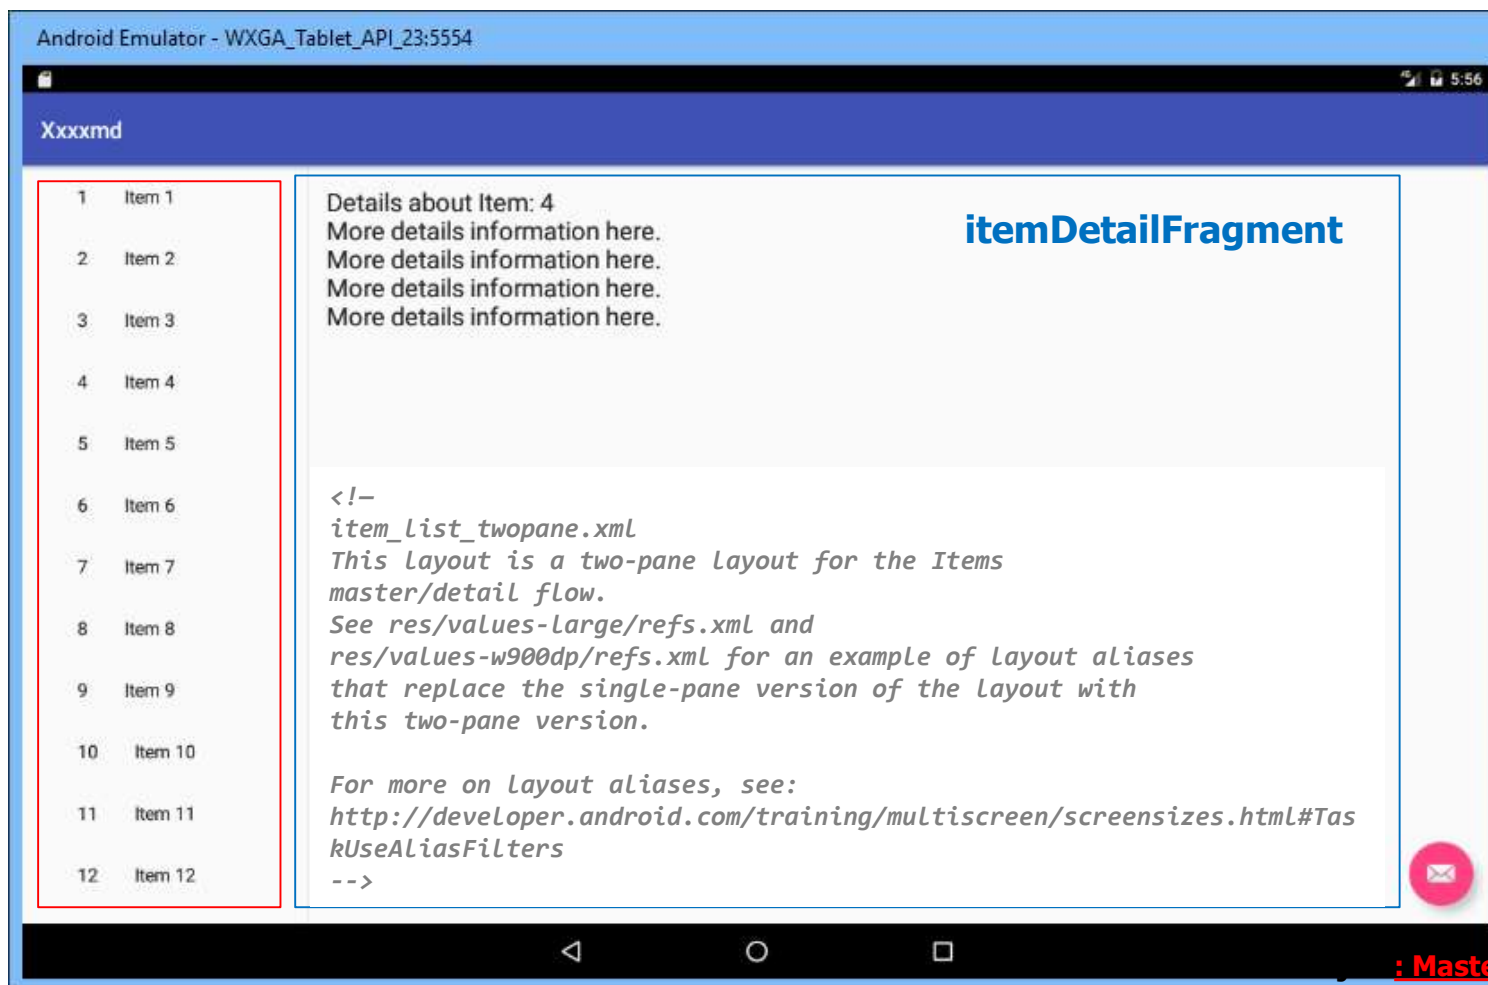 Android Emulator - WXGA_Tablet_API_23:5554
5:56
Xxxxmd
1 Item 1
2 Item 2
3 Item 3
4 Item 4
5 Item 5
6 Item 6
7 Item 7
8 Item 8
9 Item 9
10 Item 10
11 Item 11
12 Item 12
Details about Item: 4
More details information here.
More details information here.
More details information here.
More details information here.
itemDetailFragment
<!—
item_list_twopane.xml
This layout is a two-pane layout for the Items
master/detail flow.
See res/values-large/refs.xml and
res/values-w900dp/refs.xml for an example of layout aliases
that replace the single-pane version of the layout with
this two-pane version.
For more on layout aliases, see:
http://developer.android.com/training/multiscreen/screensizes.html#Tas
kUseAliasFilters
-->
: Maste